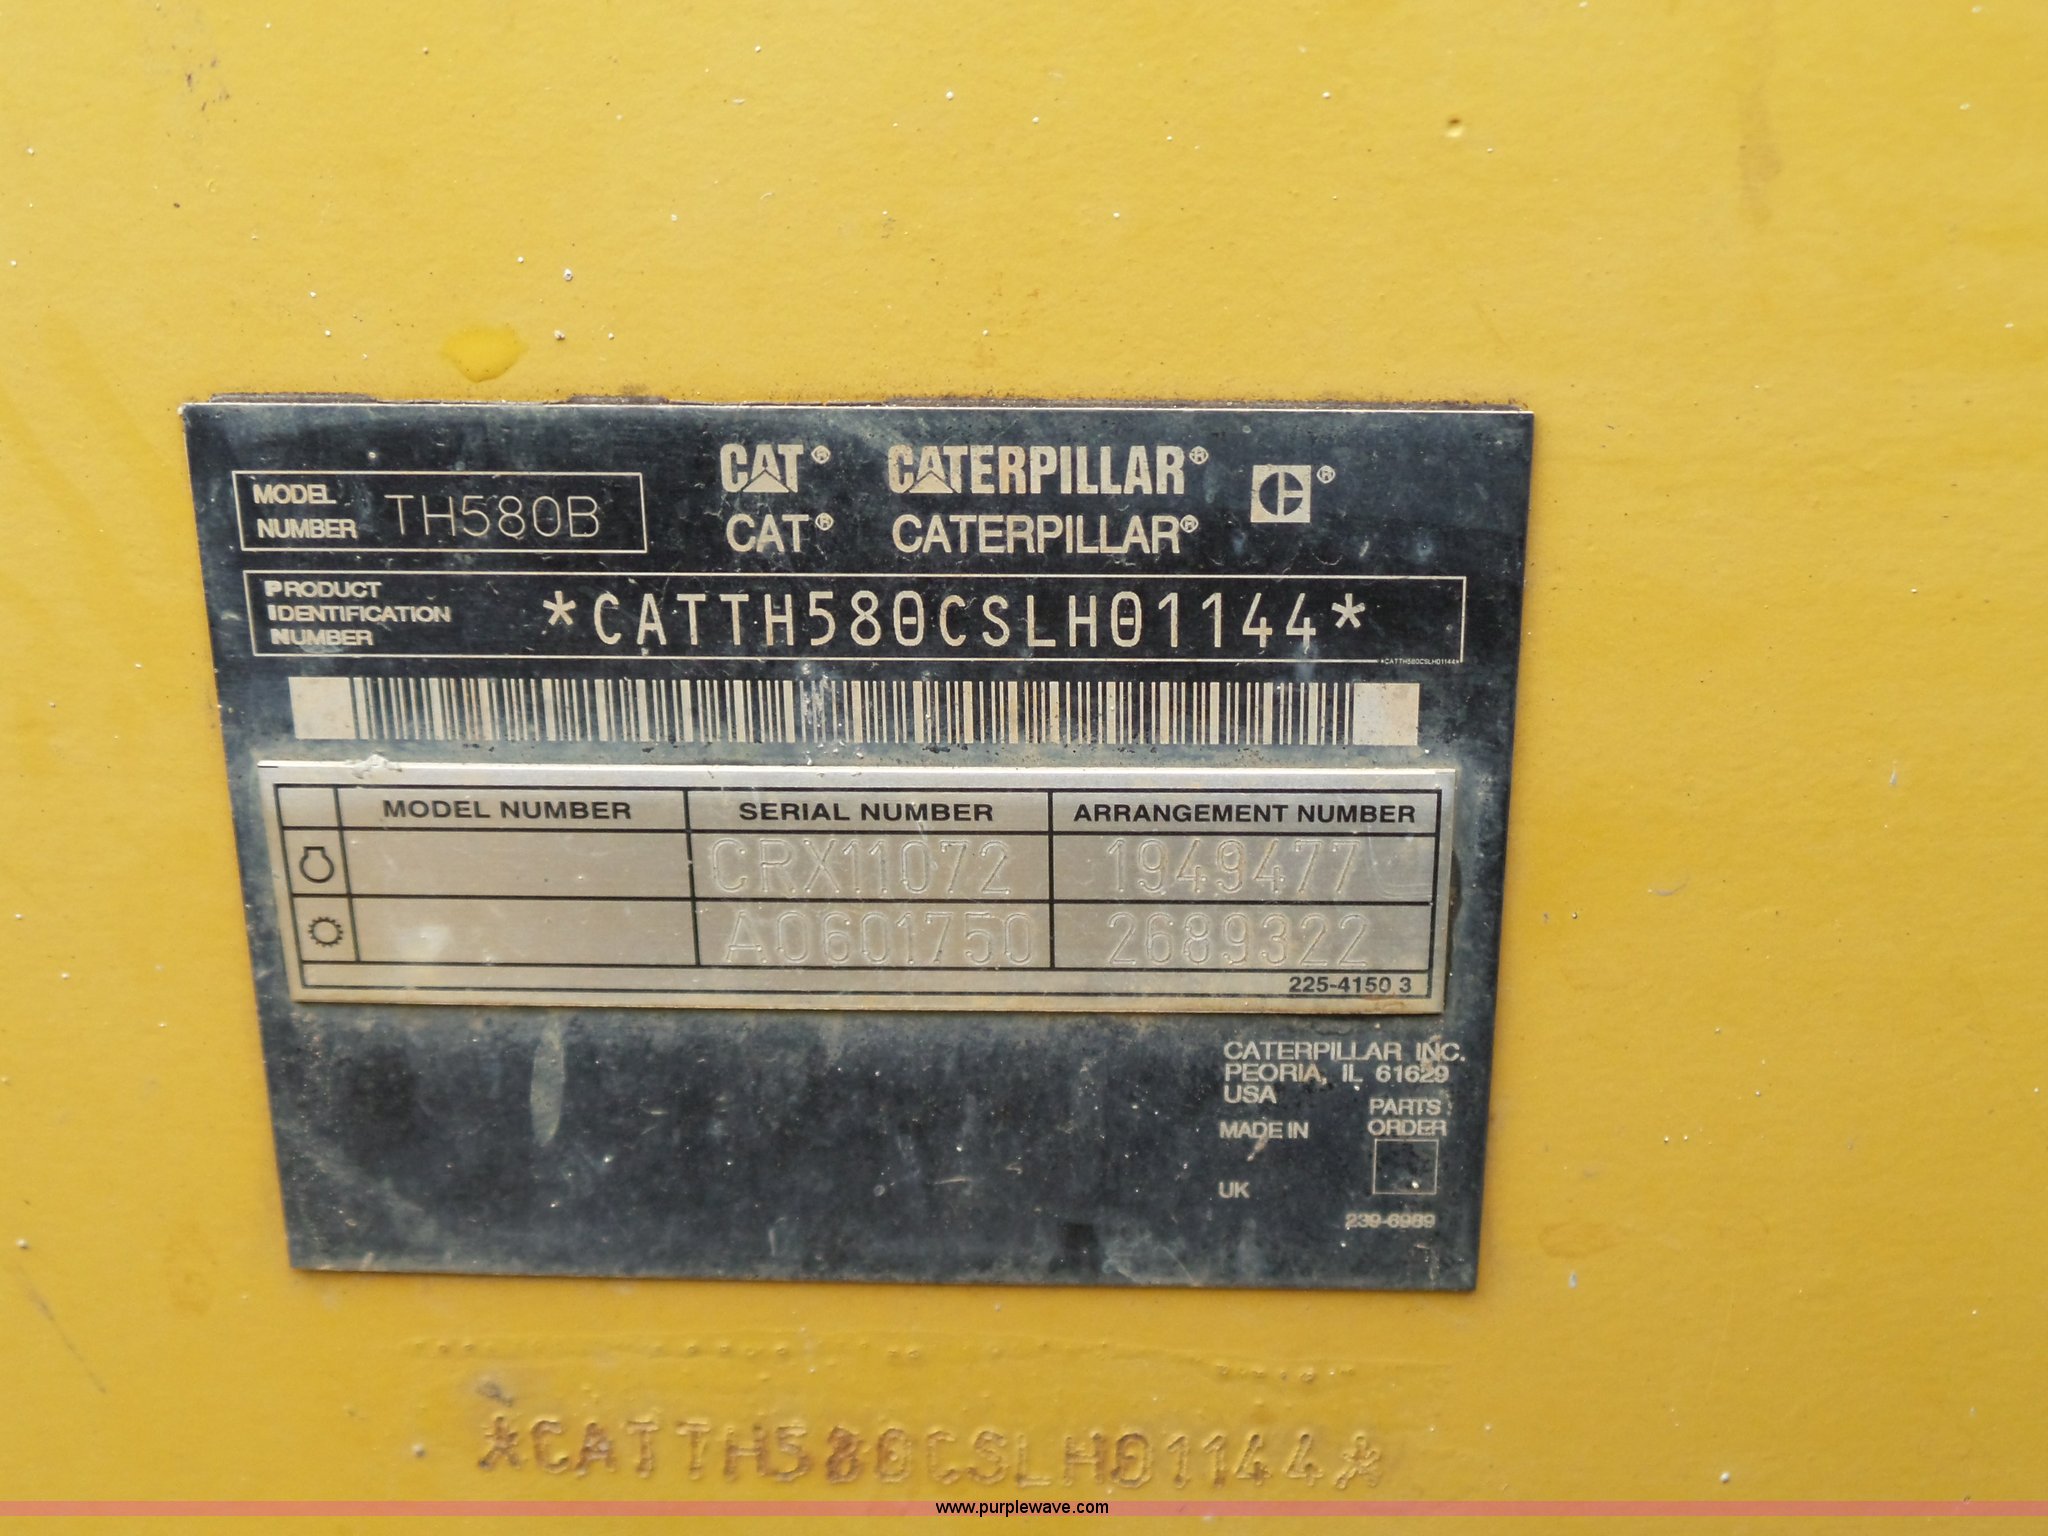 CAT® CATERPILLAR® ®
MODEL NUMBER TH580B
CAT® CATERPILLAR®
PRODUCT
IDENTIFICATION
NUMBER
*CATTH580CSLH01144*
*CATTH580CSLH01144*
MODEL NUMBER SERIAL NUMBER ARRANGEMENT NUMBER
CRX11072 1949477
A0601750 2689322
225-4150 3
CATERPILLAR INC.
PEORIA, IL 61629
USA
PARTS
ORDER
MADE IN
UK
239-6989
*CATTH580CSLH01144*
www.purplewave.com